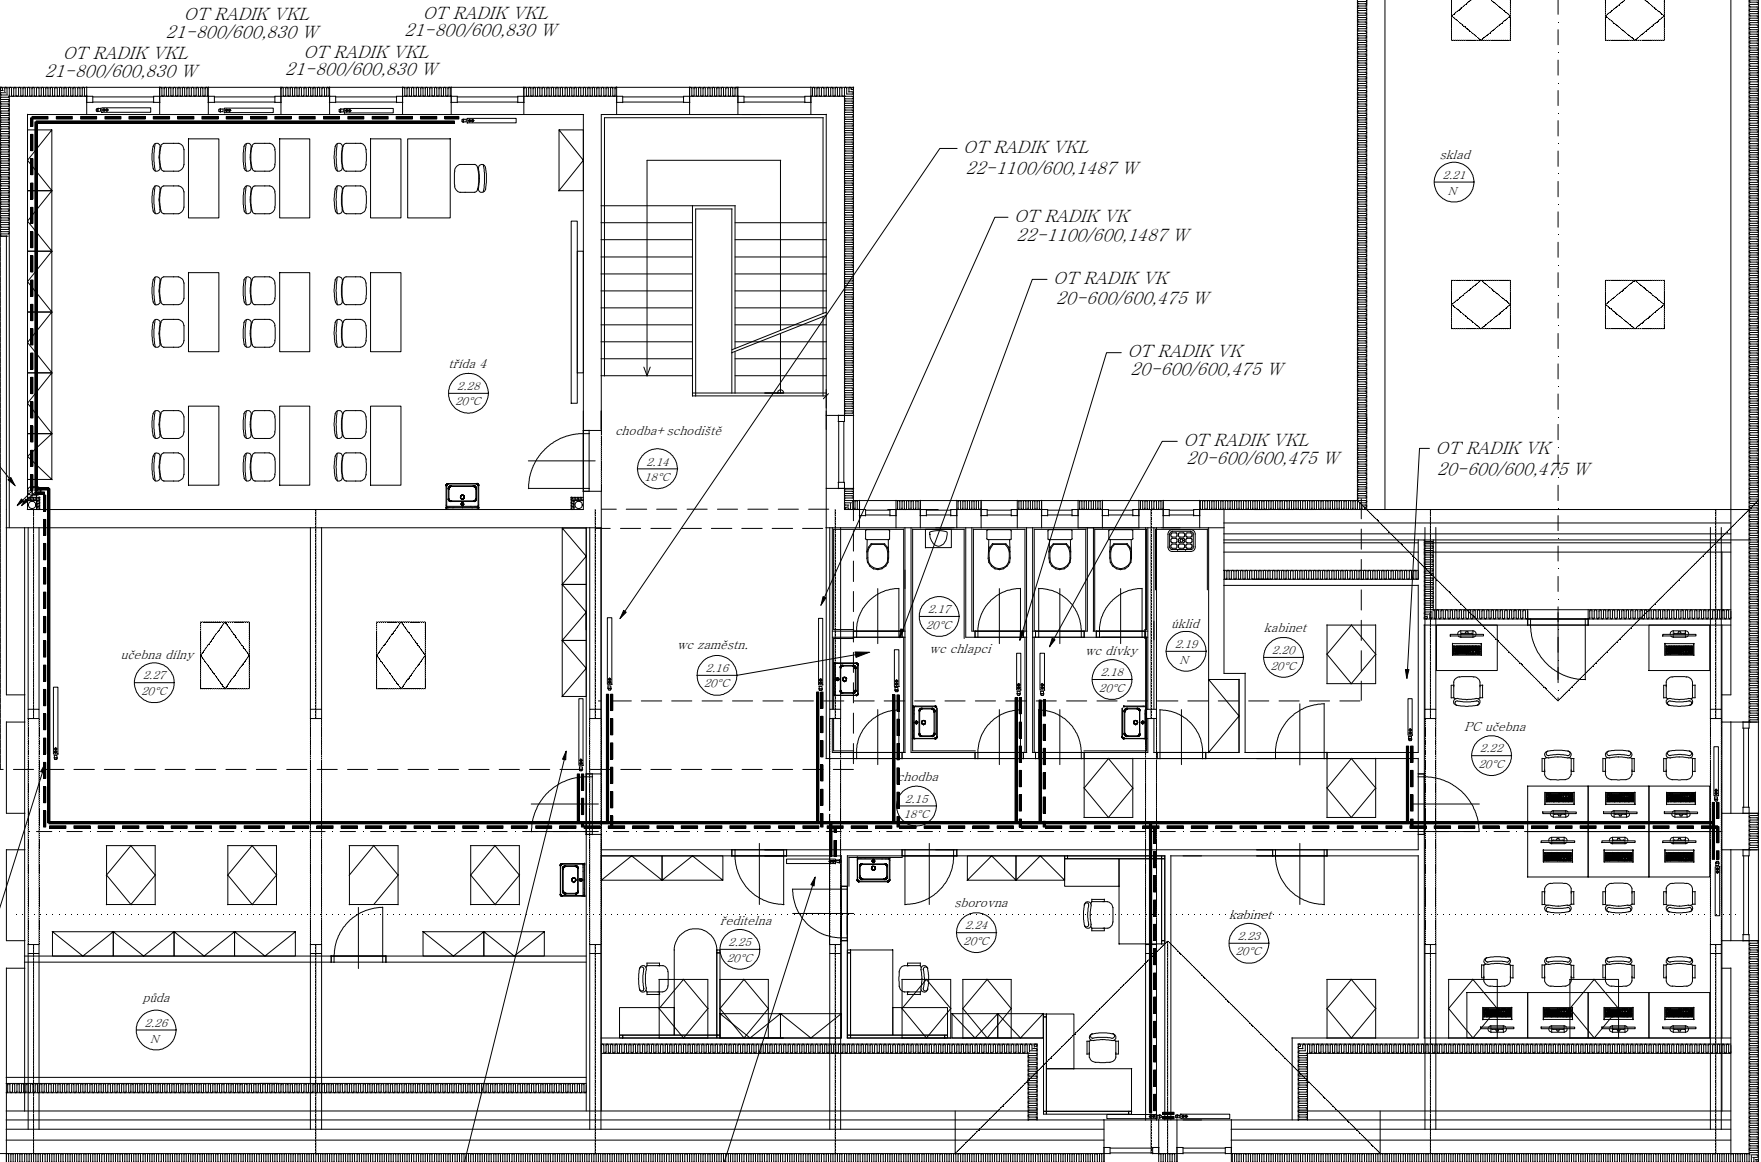 OT RADIK VKL
21-800/600,830 W
OT RADIK VKL
21-800/600,830 W
OT RADIK VKL
21-800/600,830 W
OT RADIK VKL
21-800/600,830 W
OT RADIK VKL
22-1100/600,1487 W
OT RADIK VK
22-1100/600,1487 W
OT RADIK VK
20-600/600,475 W
OT RADIK VK
20-600/600,475 W
OT RADIK VKL
20-600/600,475 W
OT RADIK VK
20-600/600,475 W
sklad
2.21
N
třída 4
2.28
20°C
chodba+schodiště
2.14
18°C
učebna dílny
2.27
20°C
wc zaměstn.
2.16
20°C
2.17
20°C
wc chlapci
wc dívky
2.18
20°C
úklid
2.19
N
kabinet
2.20
20°C
PC učebna
2.22
20°C
chodba
2.15
18°C
ředitelna
2.25
20°C
sborovna
2.24
20°C
kabinet
2.23
20°C
půda
2.26
N